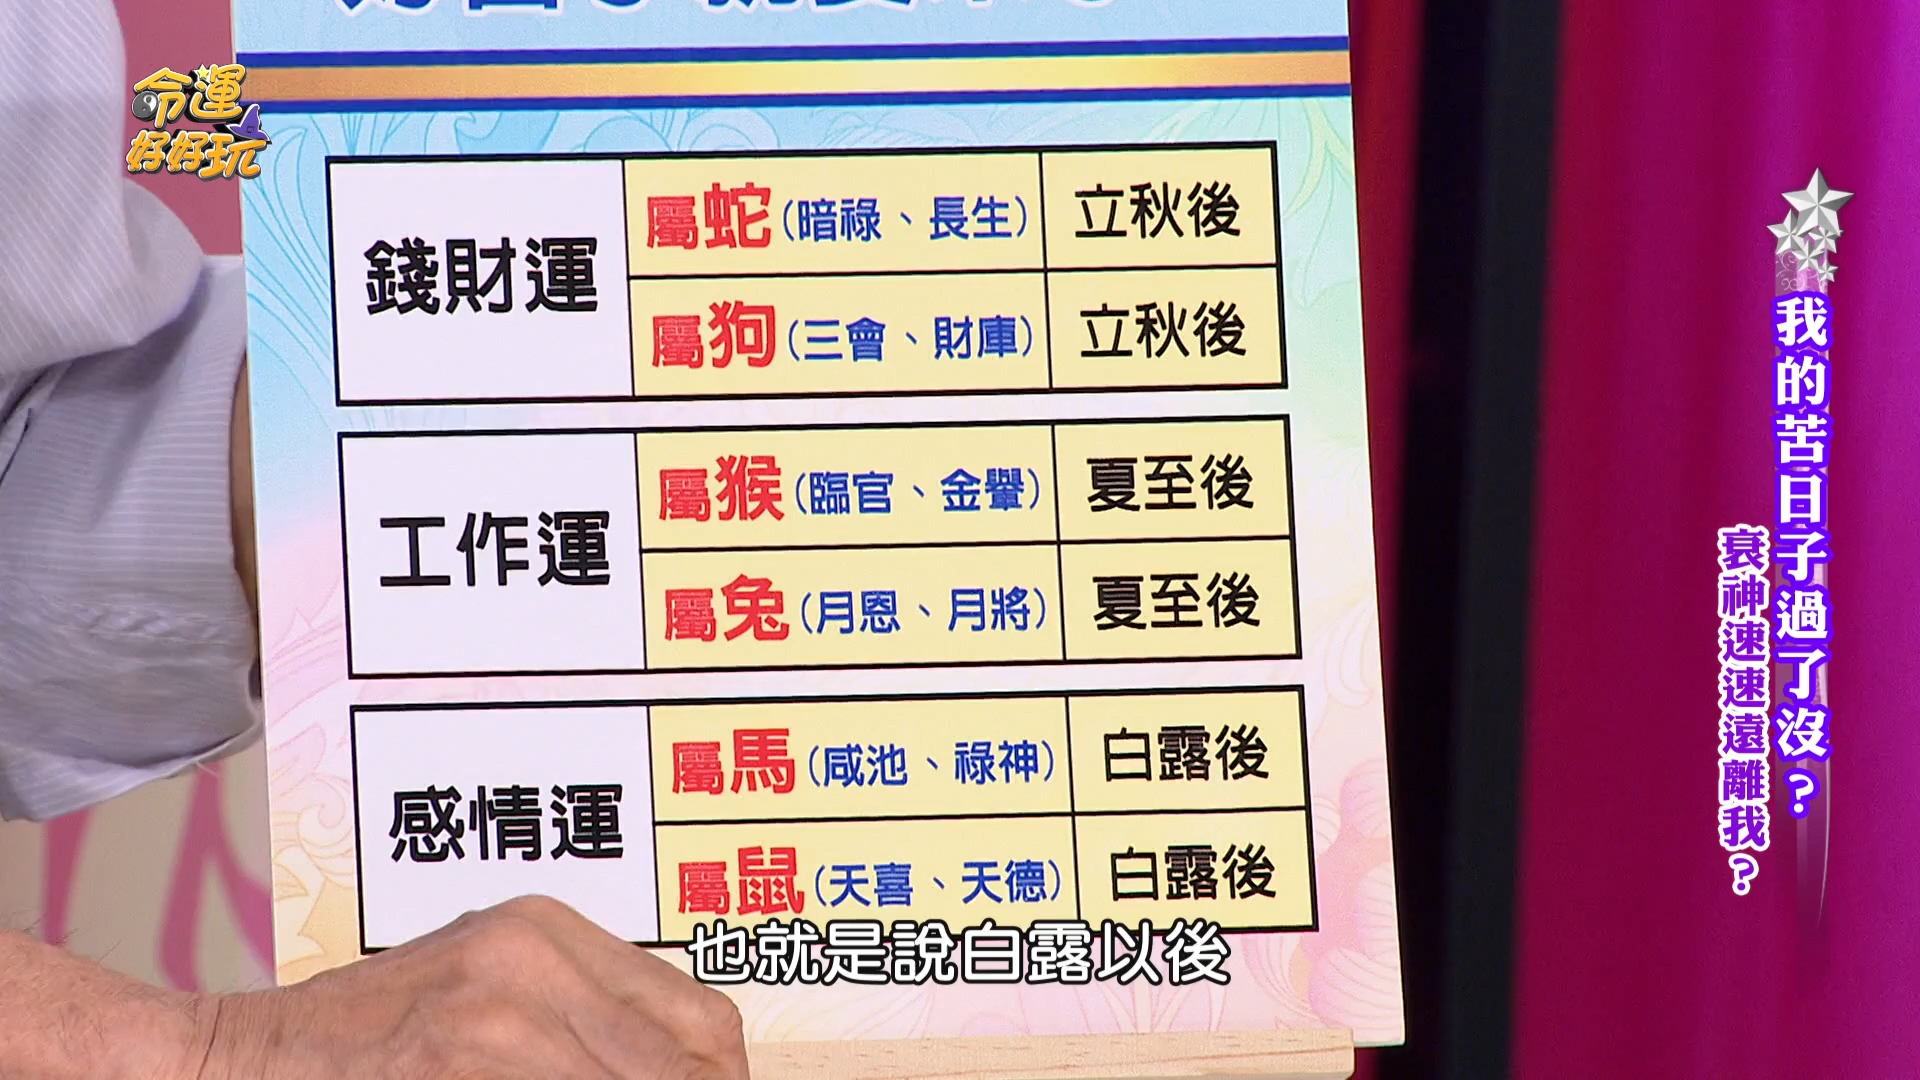 命運
好好玩
錢財運
屬蛇(暗祿、長生) 立秋後
屬狗(三會、財庫) 立秋後
工作運
屬猴(臨官、金轝) 夏至後
屬兔(月恩、月將) 夏至後
感情運
屬馬(咸池、祿神) 白露後
屬鼠(天喜、天德) 白露後
也就是說白露以後
我的苦日子過了沒?
衰神速速遠離我?